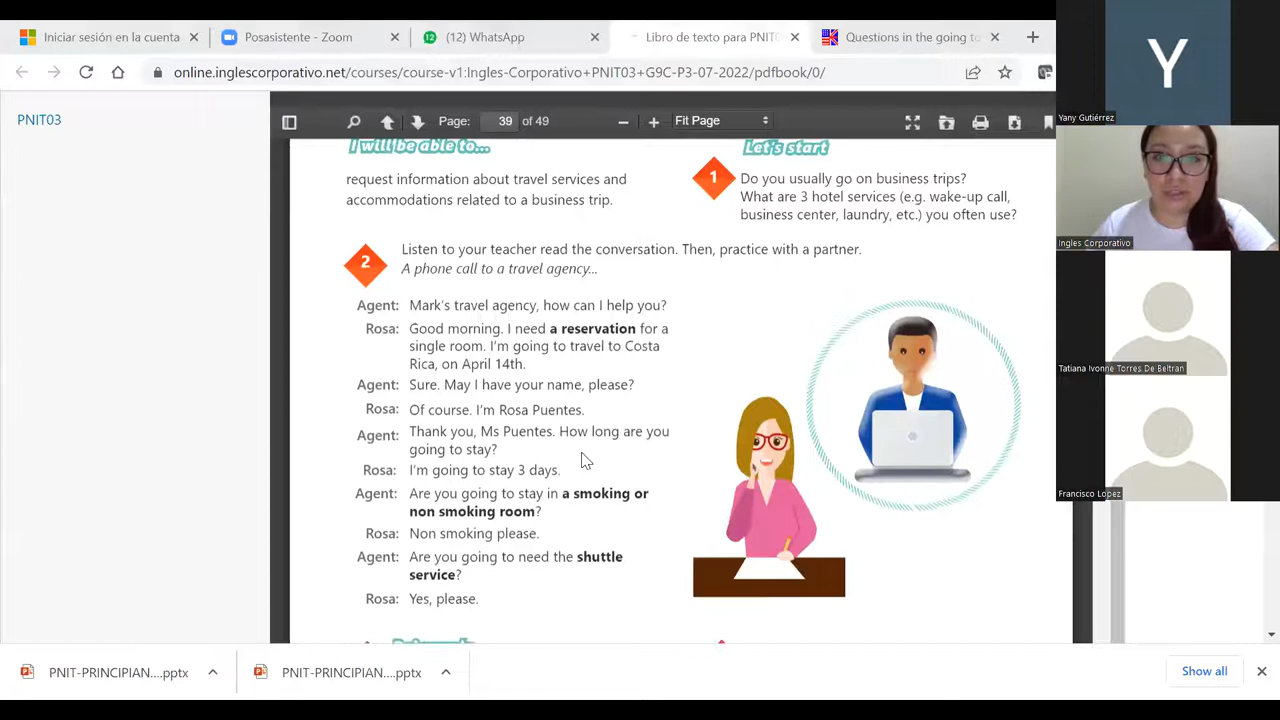 Iniciar sesión en la cuenta
Posasistente - Zoom
(12) WhatsApp
Libro de texto para PNIT0
Questions in the going to
online.inglescorporativo.net/courses/course-v1:Ingles-Corporativo+PNIT03+G9C-P3-07-2022/pdfbook/0/
PNIT03
Page: 39 of 49
Fit Page
I will be able to...
request information about travel services and
accommodations related to a business trip.
Let's start
1
Do you usually go on business trips?
What are 3 hotel services (e.g. wake-up call,
business center, laundry, etc.) you often use?
2
Listen to your teacher read the conversation. Then, practice with a partner.
A phone call to a travel agency...
Agent: Mark's travel agency, how can I help you?
Rosa: Good morning. I need a reservation for a
single room. I'm going to travel to Costa
Rica, on April 14th.
Agent: Sure. May I have your name, please?
Rosa: Of course. I'm Rosa Puentes.
Agent: Thank you, Ms Puentes. How long are you
going to stay?
Rosa: I'm going to stay 3 days.
Agent: Are you going to stay in a smoking or
non smoking room?
Rosa: Non smoking please.
Agent: Are you going to need the shuttle
service?
Rosa: Yes, please.
PNIT-PRINCIPIAN....pptx
PNIT-PRINCIPIAN....pptx
Show all
Y
Yany Gutiérrez
Ingles Corporativo
Tatiana Ivonne Torres De Beltran
Francisco Lopez